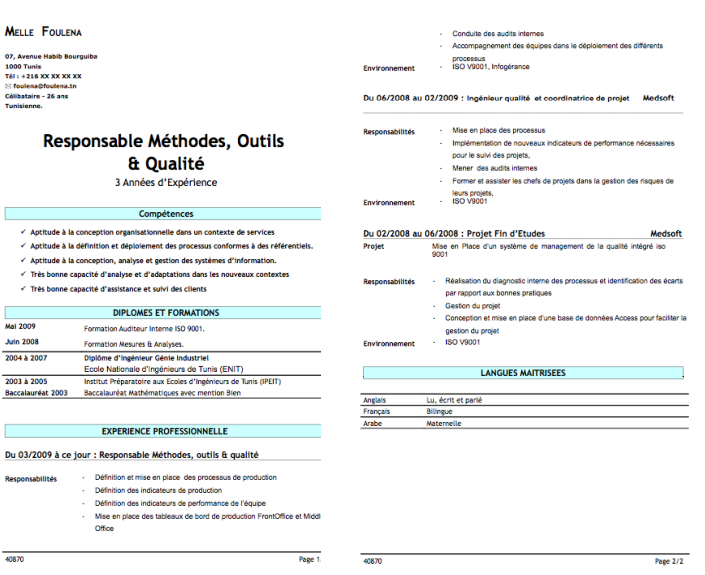 MELLE FOULENA
07, Avenue Habib Bourguiba
1000 Tunis
Tél : +216 XX XX XX XX
✉ foulena@foulena.tn
Célibataire – 26 ans
Tunisienne.
Responsable Méthodes, Outils
& Qualité
3 Années d'Expérience
Compétences
✓ Aptitude à la conception organisationnelle dans un contexte de services
✓ Aptitude à la définition et déploiement des processus conformes à des référentiels.
✓ Aptitude à la conception, analyse et gestion des systèmes d'information.
✓ Très bonne capacité d'analyse et d'adaptations dans les nouveaux contextes
✓ Très bonne capacité d'assistance et suivi des clients
DIPLOMES ET FORMATIONS
Mai 2009 Formation Auditeur Interne ISO 9001.
Juin 2008 Formation Mesures & Analyses.
2004 à 2007 Diplôme d'Ingénieur Génie Industriel
Ecole Nationale d'Ingénieurs de Tunis (ENIT)
2003 à 2005 Institut Préparatoire aux Ecoles d'Ingénieurs de Tunis (IPEIT)
Baccalauréat 2003 Baccalauréat Mathématiques avec mention Bien
EXPERIENCE PROFESSIONNELLE
Du 03/2009 à ce jour : Responsable Méthodes, outils & qualité
Responsabilités - Définition et mise en place des processus de production
- Définition des indicateurs de production
- Définition des indicateurs de performance de l'équipe
- Mise en place des tableaux de bord de production FrontOffice et Middl
Office
40870 Page 1
- Conduite des audits internes
- Accompagnement des équipes dans le déploiement des différents
processus
Environnement - ISO V9001, Infogérance
Du 06/2008 au 02/2009 : Ingénieur qualité et coordinatrice de projet Medsoft
Responsabilités - Mise en place des processus
- Implémentation de nouveaux indicateurs de performance nécessaires
pour le suivi des projets,
- Mener des audits internes
- Former et assister les chefs de projets dans la gestion des risques de
leurs projets,
Environnement - ISO V9001
Du 02/2008 au 06/2008 : Projet Fin d'Etudes Medsoft
Projet Mise en Place d'un système de management de la qualité intégré iso
9001
Responsabilités - Réalisation du diagnostic interne des processus et identification des écarts
par rapport aux bonnes pratiques
- Gestion du projet
- Conception et mise en place d'une base de données Access pour faciliter la
gestion du projet
Environnement - ISO V9001
LANGUES MAITRISEES
Anglais Lu, écrit et parlé
Français Bilingue
Arabe Maternelle
40870 Page 2/2